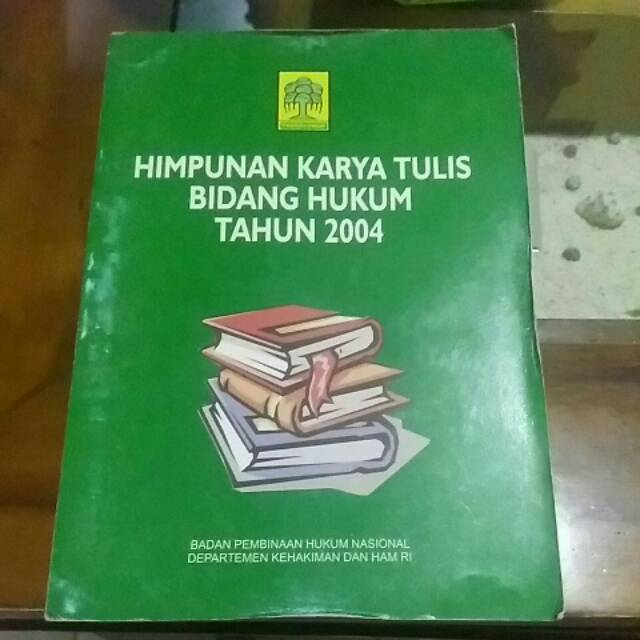 HIMPUNAN KARYA TULIS
BIDANG HUKUM
TAHUN 2004
BADAN PEMBINAAN HUKUM NASIONAL
DEPARTEMEN KEHAKIMAN DAN HAM RI